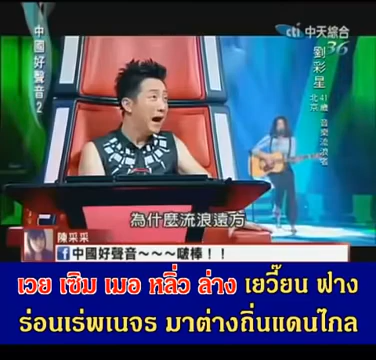 cti 中天綜合
36
中國好聲音2
劉彩星
41歲 音樂流浪客
北京
為什麼流浪遠方
陳采采
中國好聲音～～～啵棒！！
เวย เซิม เมอ หลิ่ว ล่าง เยวี๊ยน ฟ่าง
ร่อนเร่พเนจร มาต่างถิ่นแดนไกล